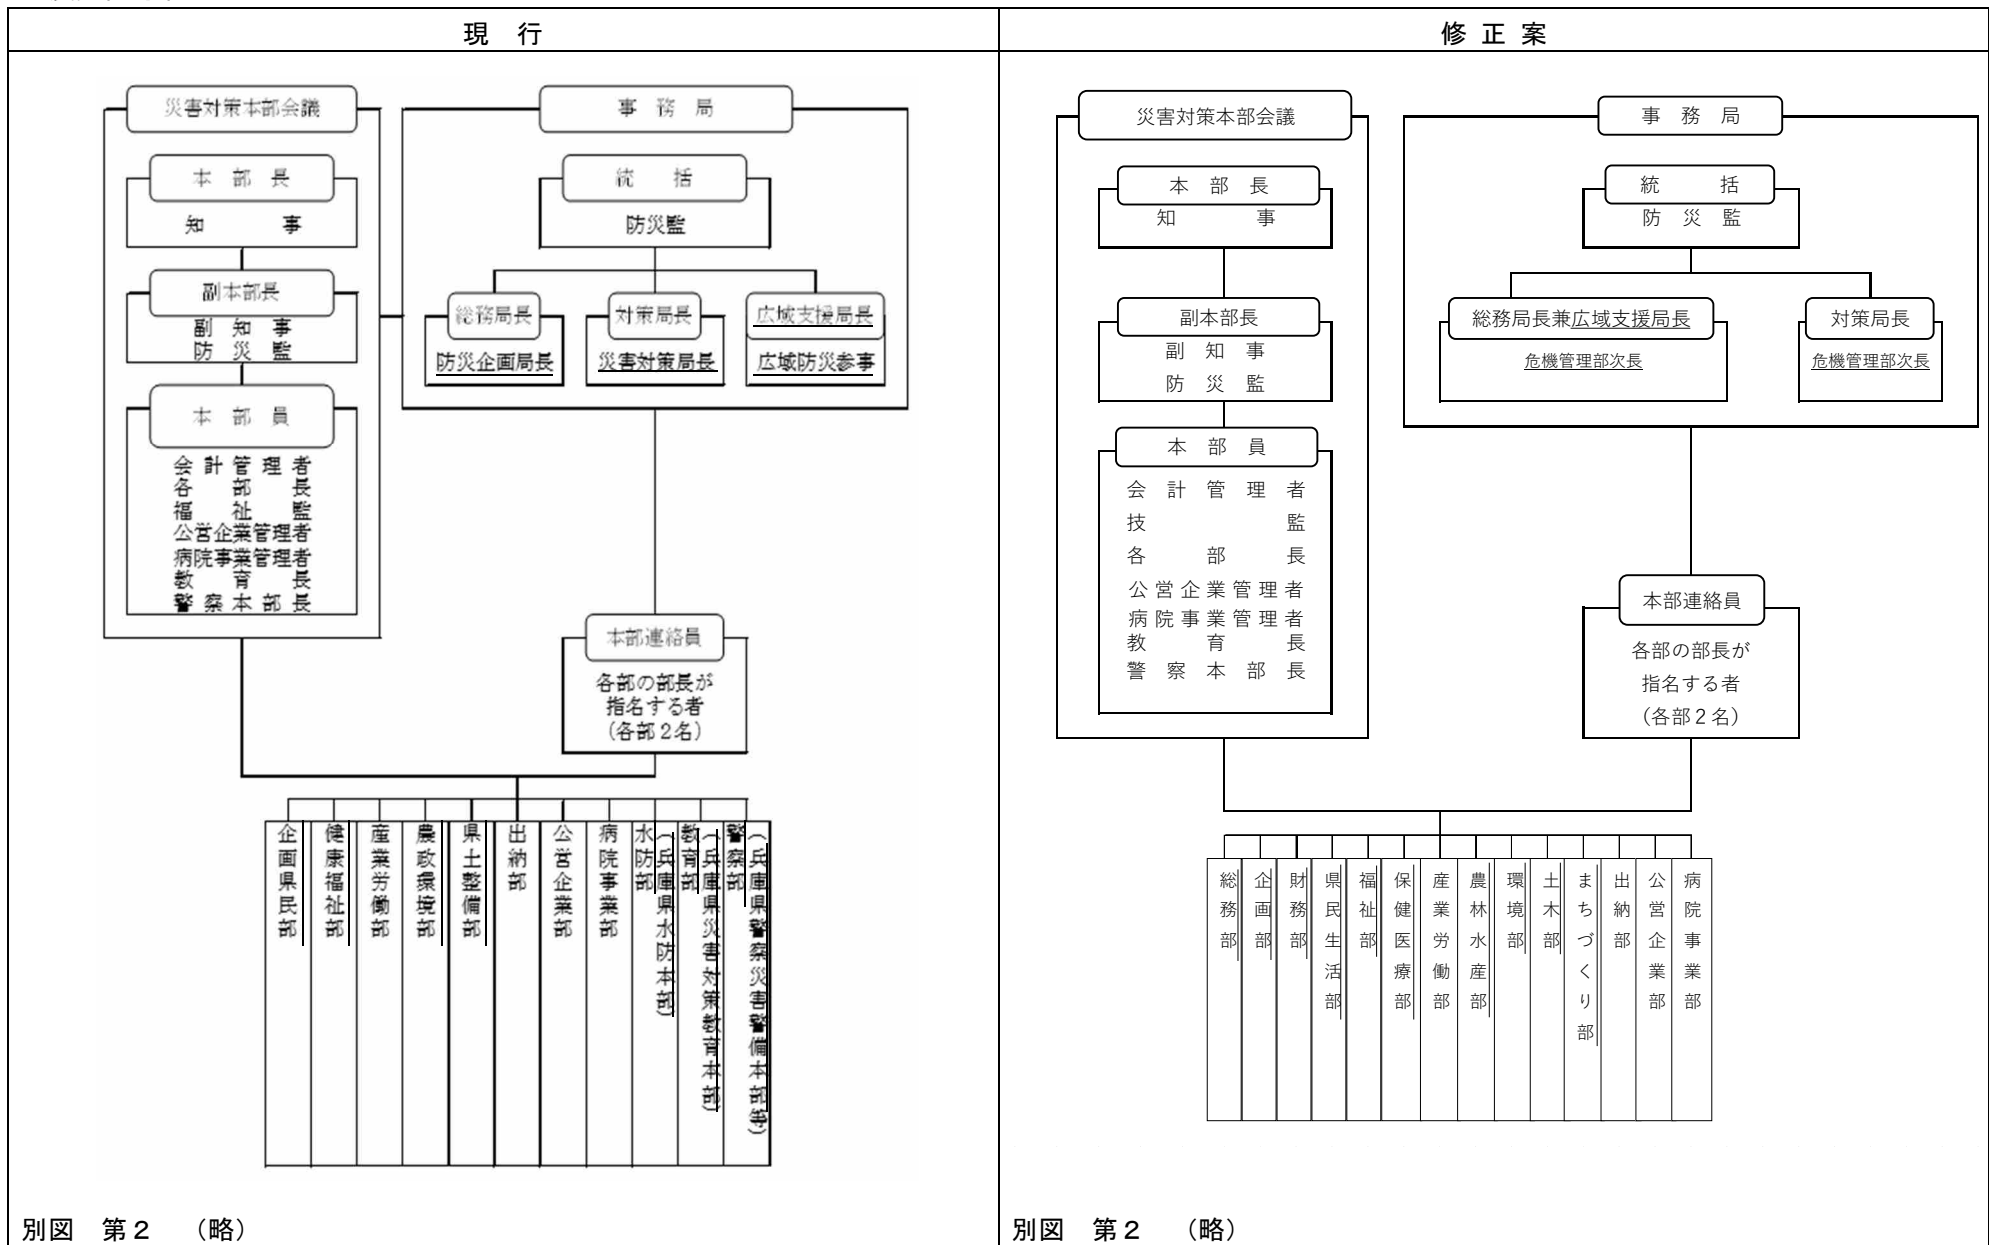 現　行
災害対策本部会議
本　部　長
知　　　事
副本部長
副　知　事
防　災　監
本　部　員
会計管理者
各　部　長
福　祉　監
公営企業管理者
病院事業管理者
教　育　長
警察本部長
事　務　局
統　　括
防災監
総務局長
防災企画局長
対策局長
災害対策局長
広域支援局長
広域防災参事
本部連絡員
各部の部長が
指名する者
（各部２名）
企画県民部
健康福祉部
産業労働部
農政環境部
県土整備部
出納部
公営企業部
病院事業部
水防部
（兵庫県水防本部）
教育部
（兵庫県災害対策教育本部）
警察部
（兵庫県警察災害警備本部等）
別図　第２　（略）
修 正 案
災害対策本部会議
本　部　長
知　　　事
副本部長
副　知　事
防　災　監
本　部　員
会計管理者
技　　　監
各　部　長
公営企業管理者
病院事業管理者
教　育　長
警察本部長
事　務　局
統　　括
防　災　監
総務局長兼広域支援局長
危機管理部次長
対策局長
危機管理部次長
本部連絡員
各部の部長が
指名する者
（各部２名）
総務部
企画部
財務部
県民生活部
福祉部
保健医療部
産業労働部
農林水産部
環境部
土木部
まちづくり部
出納部
公営企業部
病院事業部
別図　第２　（略）